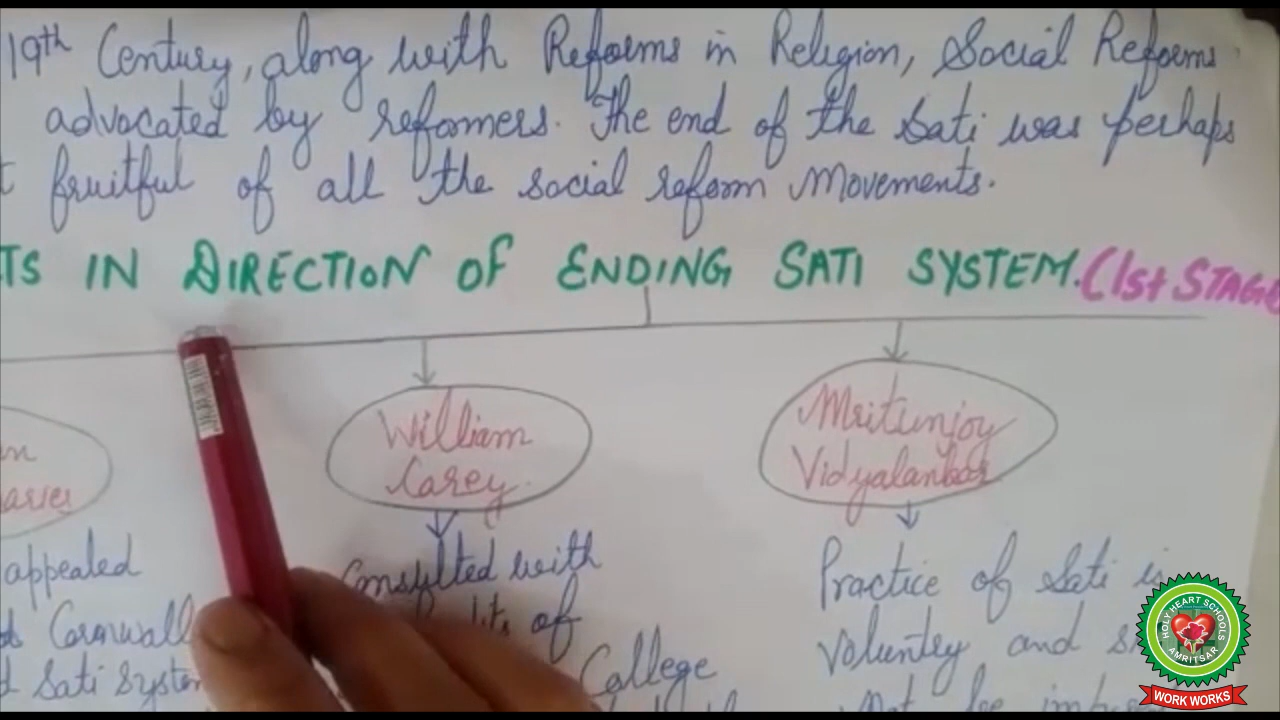 19th Century, along with Reforms in Religion, Social Reforms
advocated by reformers. The end of the Sati was perhaps
fruitful of all the social reform Movements.
IN DIRECTION OF ENDING SATI SYSTEM. (1st STAGE
William
Carey.
Mritunjoy
Vidyalankar
appealed
Consulted with
of
College
Practice of Sati is
voluntey and
Sati System
HOLY HEART SCHOOLS
AMRITSAR
WORK WORKS